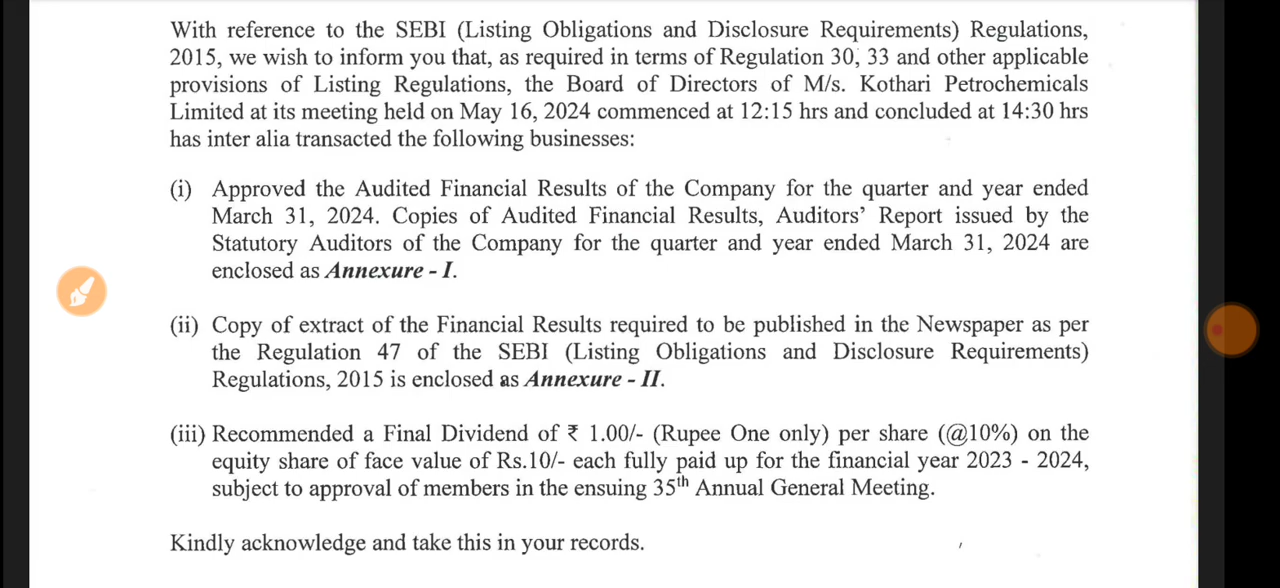 With reference to the SEBI (Listing Obligations and Disclosure Requirements) Regulations,
2015, we wish to inform you that, as required in terms of Regulation 30, 33 and other applicable
provisions of Listing Regulations, the Board of Directors of M/s. Kothari Petrochemicals
Limited at its meeting held on May 16, 2024 commenced at 12:15 hrs and concluded at 14:30 hrs
has inter alia transacted the following businesses:
(i) Approved the Audited Financial Results of the Company for the quarter and year ended
March 31, 2024. Copies of Audited Financial Results, Auditors' Report issued by the
Statutory Auditors of the Company for the quarter and year ended March 31, 2024 are
enclosed as Annexure - I.
(ii) Copy of extract of the Financial Results required to be published in the Newspaper as per
the Regulation 47 of the SEBI (Listing Obligations and Disclosure Requirements)
Regulations, 2015 is enclosed as Annexure - II.
(iii) Recommended a Final Dividend of ₹ 1.00/- (Rupee One only) per share (@10%) on the
equity share of face value of Rs.10/- each fully paid up for the financial year 2023 - 2024,
subject to approval of members in the ensuing 35th Annual General Meeting.
Kindly acknowledge and take this in your records.